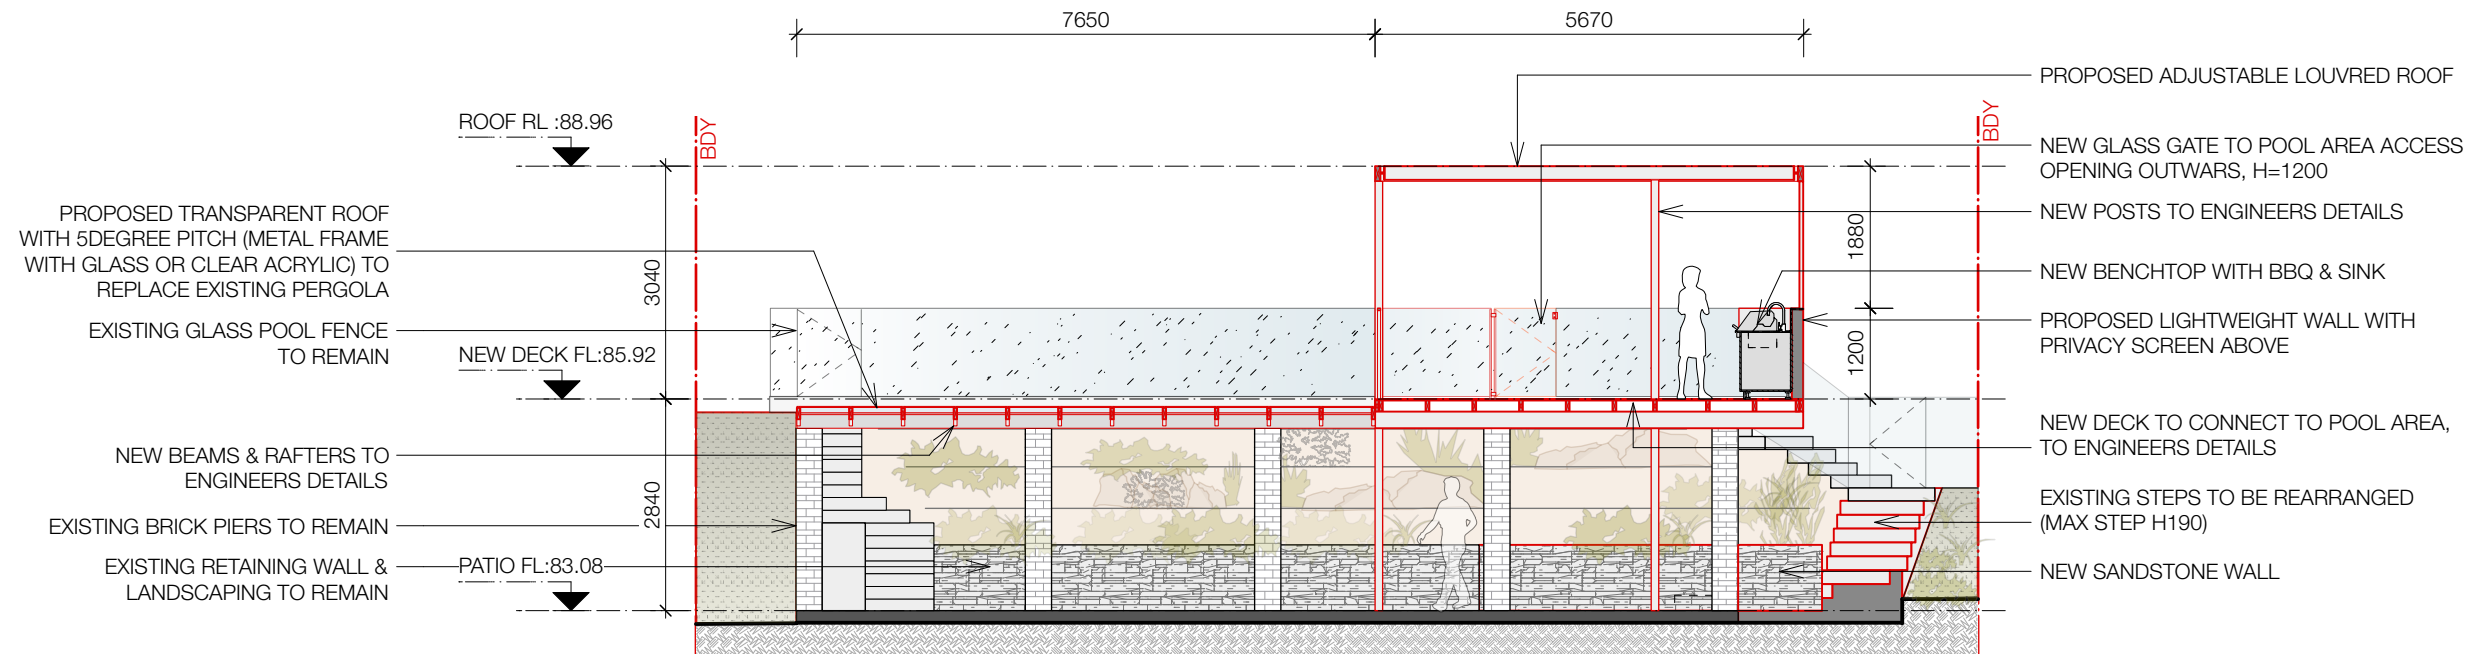 7650
5670
PROPOSED ADJUSTABLE LOUVRED ROOF
ROOF RL :88.96
BDY
BDY
NEW GLASS GATE TO POOL AREA ACCESS
OPENING OUTWARS, H=1200
PROPOSED TRANSPARENT ROOF
WITH 5DEGREE PITCH (METAL FRAME
WITH GLASS OR CLEAR ACRYLIC) TO
REPLACE EXISTING PERGOLA
NEW POSTS TO ENGINEERS DETAILS
3040
1880
NEW BENCHTOP WITH BBQ & SINK
EXISTING GLASS POOL FENCE
TO REMAIN
PROPOSED LIGHTWEIGHT WALL WITH
PRIVACY SCREEN ABOVE
NEW DECK FL:85.92
1200
NEW DECK TO CONNECT TO POOL AREA,
TO ENGINEERS DETAILS
NEW BEAMS & RAFTERS TO
ENGINEERS DETAILS
2840
EXISTING STEPS TO BE REARRANGED
(MAX STEP H190)
EXISTING BRICK PIERS TO REMAIN
EXISTING RETAINING WALL &
LANDSCAPING TO REMAIN
PATIO FL:83.08
NEW SANDSTONE WALL